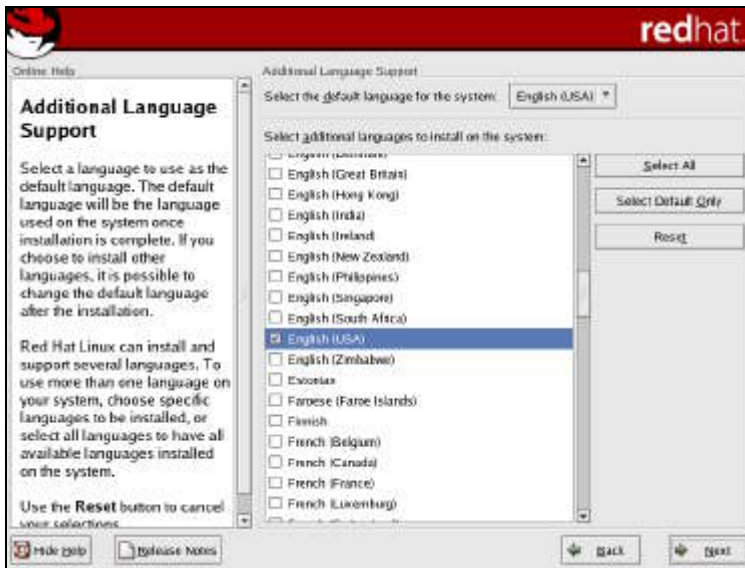 redhat.
Online Help
Additional Language Support
Additional Language
Support
Select a language to use as the
default language. The default
language will be the language
used on the system once
installation is complete. If you
choose to install other
languages, it is possible to
change the default language
after the installation.
Red Hat Linux can install and
support several languages. To
use more than one language on
your system, choose specific
languages to be installed, or
select all languages to have all
available languages installed
on the system.
Use the Reset button to cancel
your selections
Select the default language for the system:
English (USA)
Select additional languages to install on the system:
English (Denmark)
English (Great Britain)
English (Hong Kong)
English (India)
English (Ireland)
English (New Zealand)
English (Philippines)
English (Singapore)
English (South Africa)
English (USA)
English (Zimbabwe)
Estonian
Faroese (Faroe Islands)
Finnish
French (Belgium)
French (Canada)
French (France)
French (Luxemburg)
Select All
Select Default Only
Reset
Hide Help
Release Notes
Back
Next